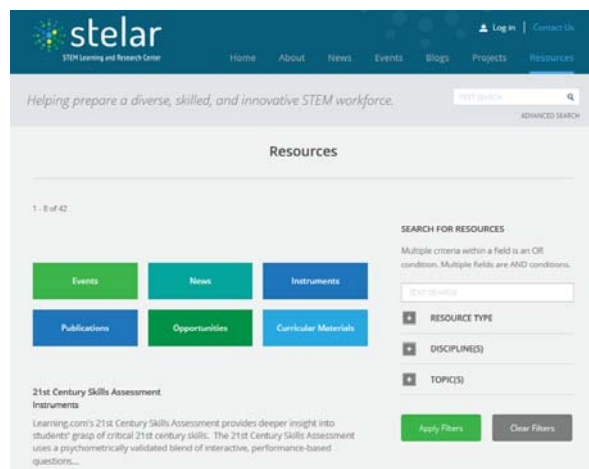 stelar
STEM Learning and Research Center
Log in | Contact Us
Home About News Events Blogs Projects Resources
Helping prepare a diverse, skilled, and innovative STEM workforce.
TEXT SEARCH
ADVANCED SEARCH
Resources
1 - 8 of 42
Events News Instruments
Publications Opportunities Curricular Materials
21st Century Skills Assessment
Instruments
Learning.com's 21st Century Skills Assessment provides deeper insight into
students' grasp of critical 21st century skills. The 21st Century Skills Assessment
uses a psychometrically validated blend of interactive, performance-based
questions...
SEARCH FOR RESOURCES
Multiple criteria within a field is an OR
condition. Multiple fields are AND conditions.
TEXT SEARCH
RESOURCE TYPE
DISCIPLINE(S)
TOPIC(S)
Apply Filters Clear Filters